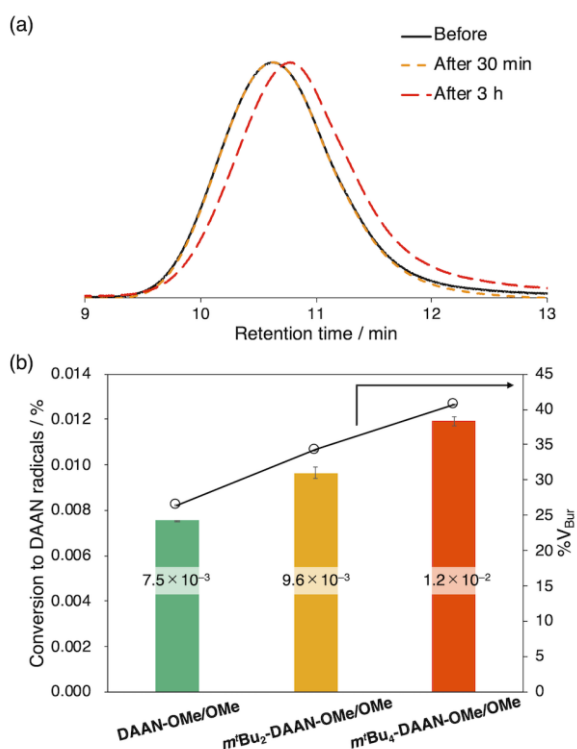 (a)
Before
After 30 min
After 3 h
9
10
11
12
13
Retention time / min
(b)
Conversion to DAAN radicals / %
0.014
0.012
0.010
0.008
0.006
0.004
0.002
0.000
7.5 × 10⁻³
9.6 × 10⁻³
1.2 × 10⁻²
45
40
35
30
25
20
15
10
5
0
%V_Bur
DAAN-OMe/OMe
mᵗBu₂-DAAN-OMe/OMe
mᵗBu₄-DAAN-OMe/OMe